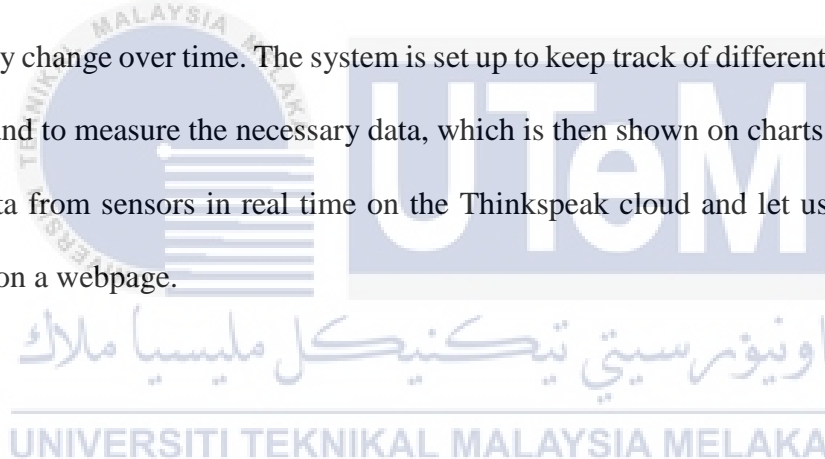 y change over time. The system is set up to keep track of different
and to measure the necessary data, which is then shown on charts
ta from sensors in real time on the Thinkspeak cloud and let us
on a webpage.
UTeM
اونيۏرسيتي تيكنيكل مليسيا ملاك
UNIVERSITI TEKNIKAL MALAYSIA MELAKA